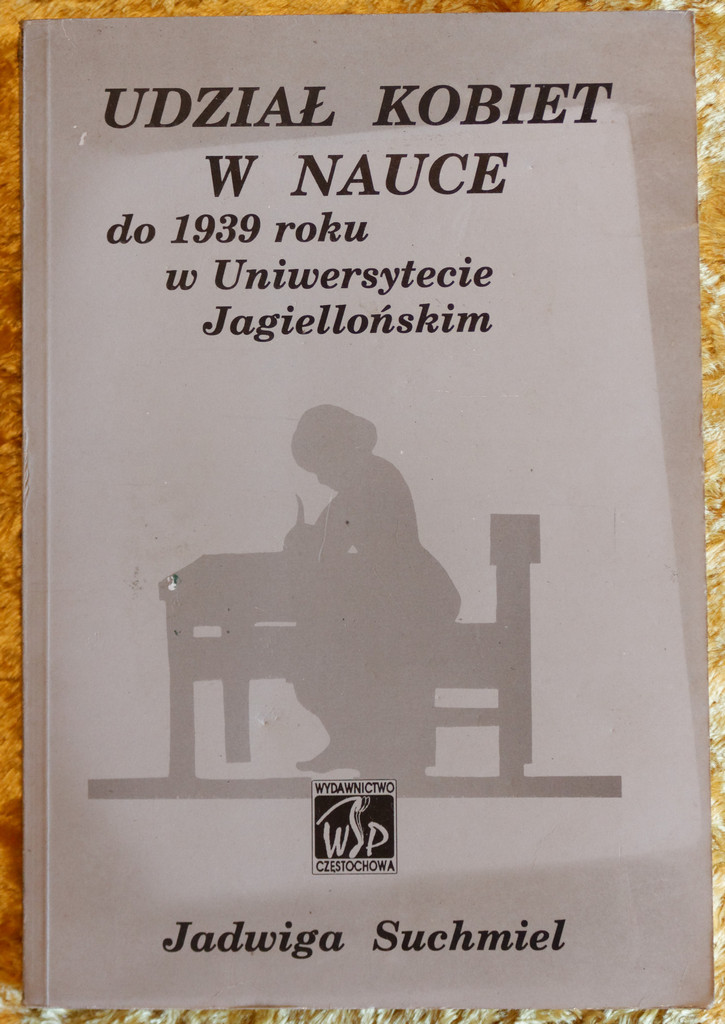 UDZIAŁ KOBIET
W NAUCE
do 1939 roku
w Uniwersytecie
Jagiellońskim
WYDAWNICTWO
WSP
CZĘSTOCHOWA
Jadwiga Suchmiel